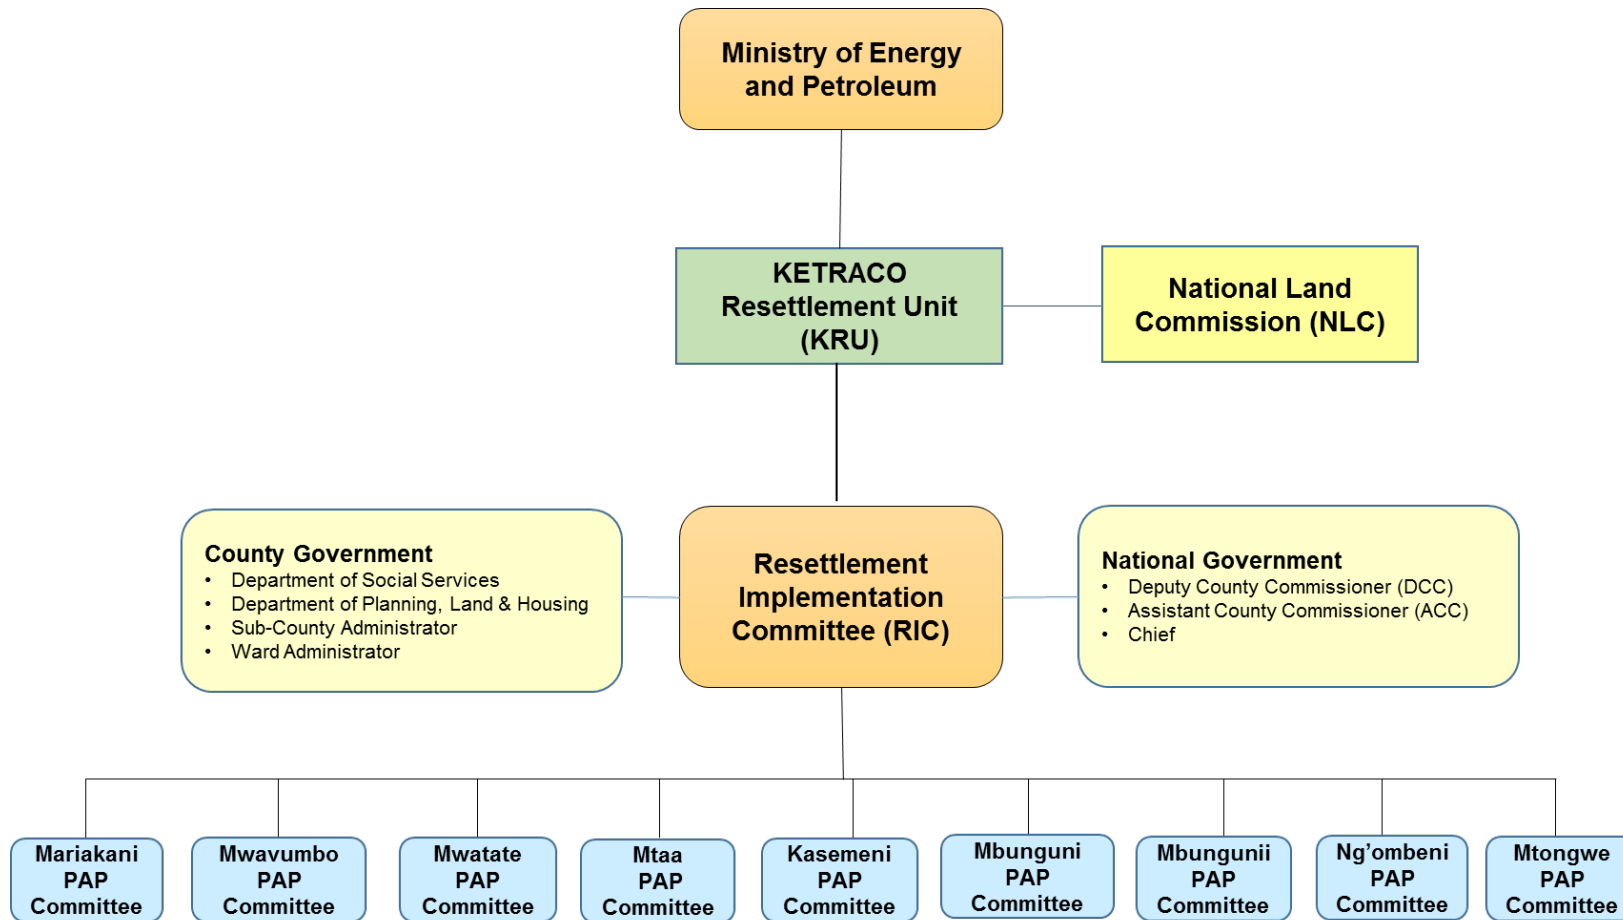 Ministry of Energy
and Petroleum
KETRACO
Resettlement Unit
(KRU)
National Land
Commission (NLC)
County Government
• Department of Social Services
• Department of Planning, Land & Housing
• Sub-County Administrator
• Ward Administrator
Resettlement
Implementation
Committee (RIC)
National Government
• Deputy County Commissioner (DCC)
• Assistant County Commissioner (ACC)
• Chief
Mariakani
PAP
Committee
Mwavumbo
PAP
Committee
Mwatate
PAP
Committee
Mtaa
PAP
Committee
Kasemeni
PAP
Committee
Mbunguni
PAP
Committee
Mbungunii
PAP
Committee
Ng’ombeni
PAP
Committee
Mtongwe
PAP
Committee